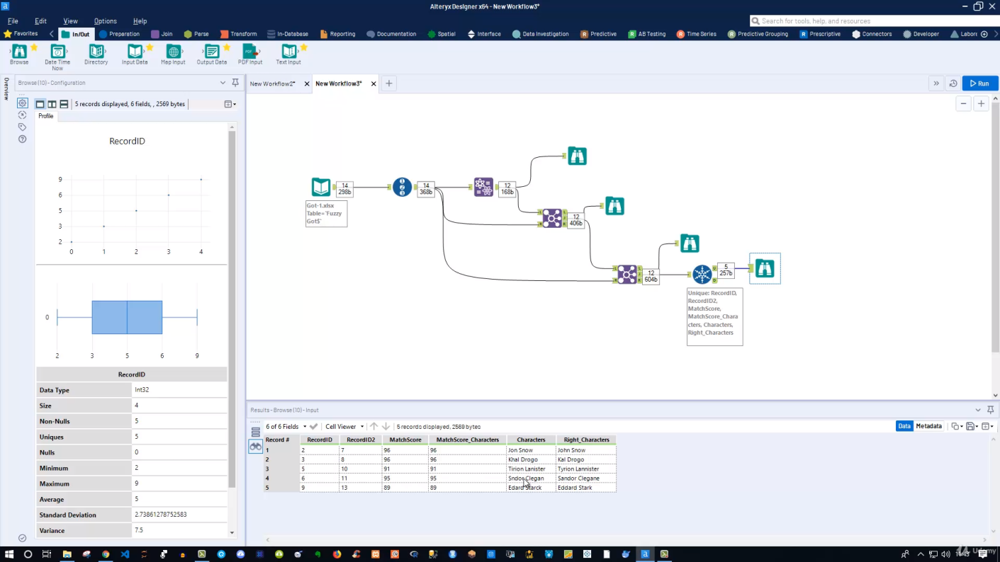 Alteryx Designer x64 - New Workflow3*
File Edit View Options Help
Search for tools, help, and resources
Favorites In/Out Preparation Join Parse Transform In-Database Reporting Documentation Spatial Interface Data Investigation Predictive AB Testing Time Series Predictive Grouping Prescriptive Connectors Developer Labora
Browse Date Time Now Directory Input Data Map Input Output Data PDF Input Text Input
Overview
Browse (10) - Configuration
New Workflow2* New Workflow3*
Run
5 records displayed, 6 fields, , 2569 bytes
Profile
RecordID
9
6
5
3
2
0 1 2 3 4
0
2 3 5 6 9
RecordID
Data Type Int32
Size 4
Non-Nulls 5
Uniques 5
Nulls 0
Minimum 2
Maximum 9
Average 5
Standard Deviation 2.73861278752583
Variance 7.5
14
298b
14
368b
12
168b
Got-1.xlsx
Table=`Fuzzy
Got$`
12
406b
12
604b
5
257b
Unique: RecordID,
RecordID2,
MatchScore,
MatchScore_Chara
cters, Characters,
Right_Characters
Results - Browse (10) - Input
6 of 6 Fields Cell Viewer 5 records displayed, 2569 bytes
Data Metadata
Record # RecordID RecordID2 MatchScore MatchScore_Characters Characters Right_Characters
1 2 7 96 96 Jon Snow John Snow
2 3 8 96 96 Khal Drogo Kal Drogo
3 5 10 91 91 Tirion Lanister Tyrion Lannister
4 6 11 95 95 Sndor Clegan Sandor Clegane
5 9 13 89 89 Edard Starck Eddard Stark
Udemy